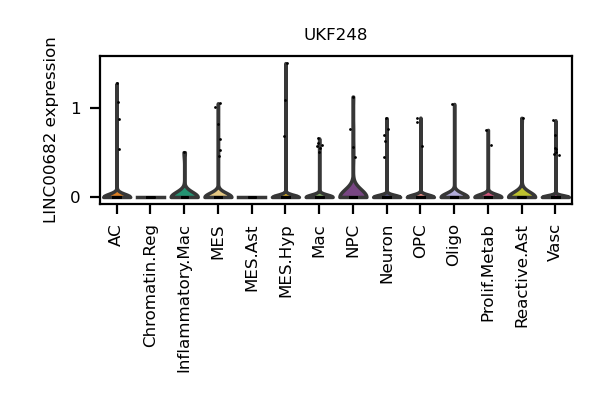 UKF248
LINC00682 expression
1
0
AC
Chromatin.Reg
Inflammatory.Mac
MES
MES.Ast
MES.Hyp
Mac
NPC
Neuron
OPC
Oligo
Prolif.Metab
Reactive.Ast
Vasc